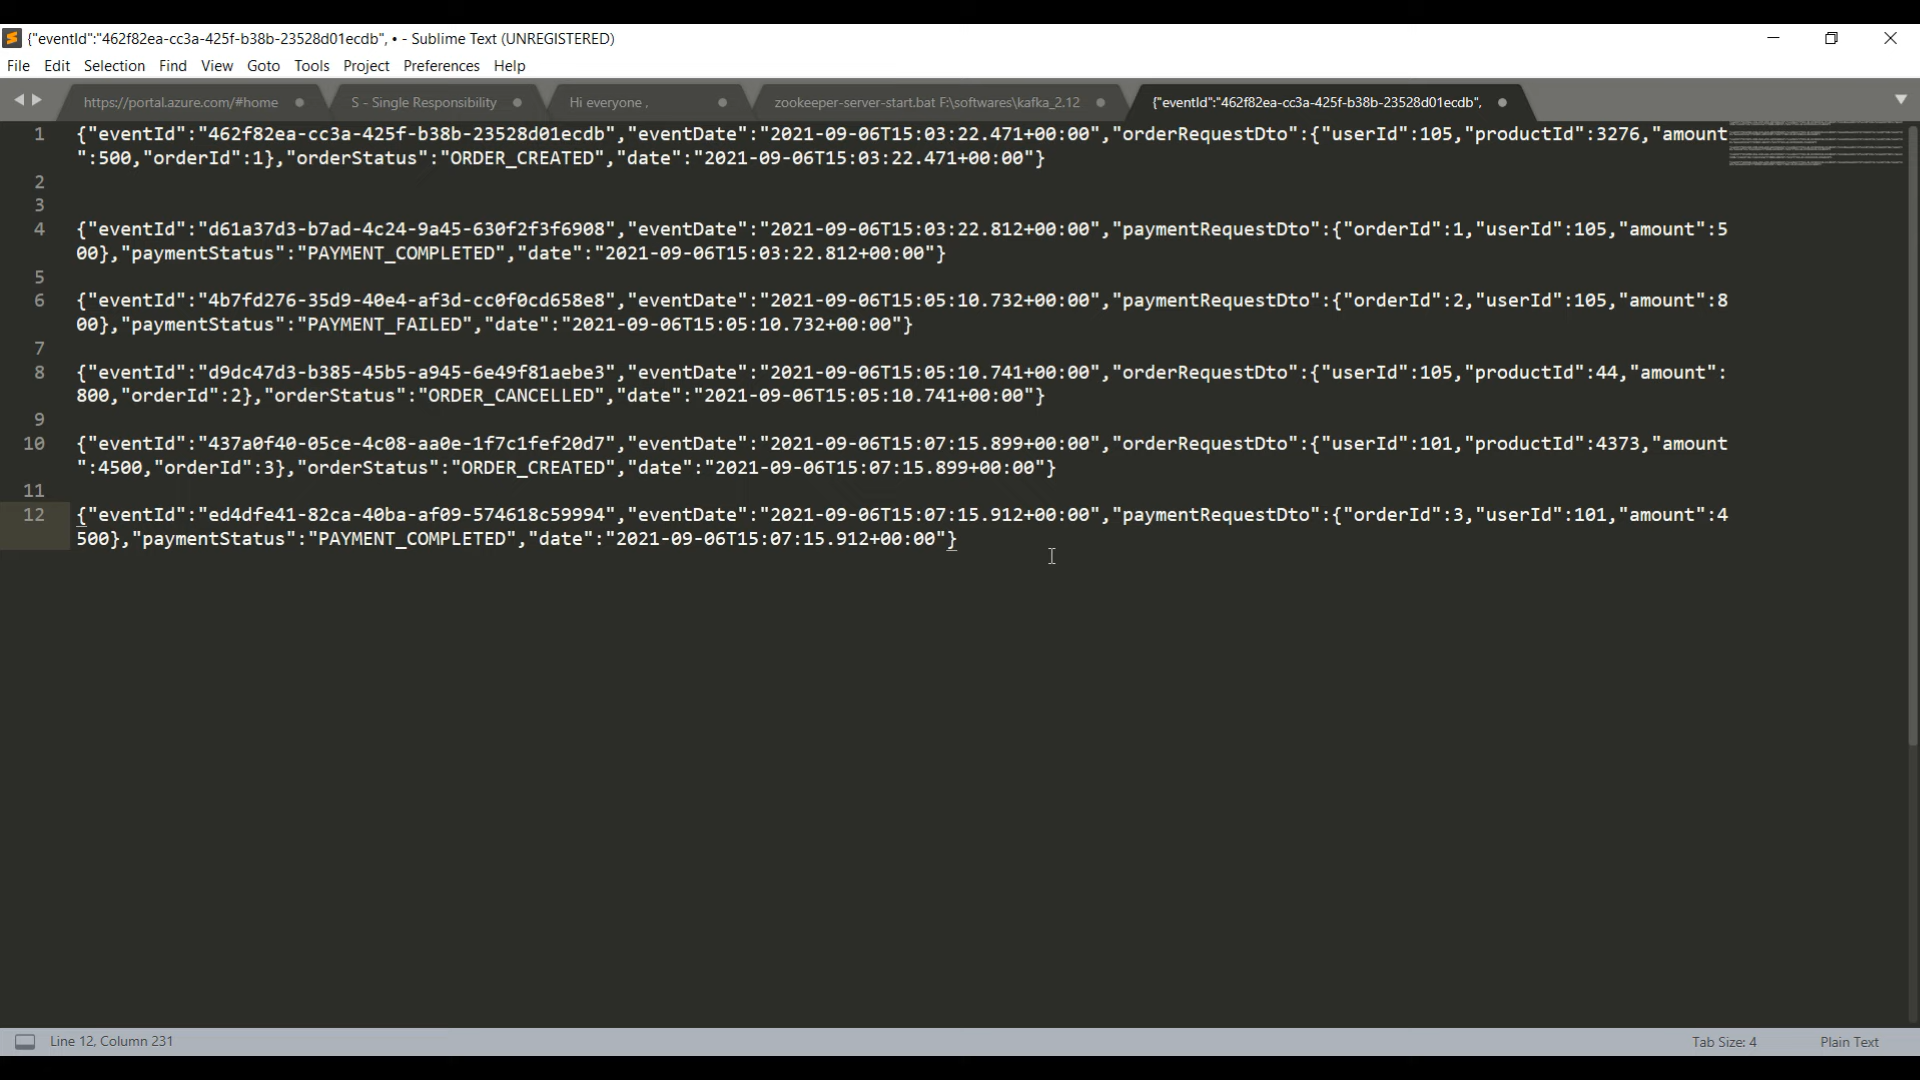 {"eventId":"462f82ea-cc3a-425f-b38b-23528d01ecdb", • - Sublime Text (UNREGISTERED)
File Edit Selection Find View Goto Tools Project Preferences Help
https://portal.azure.com/#home S - Single Responsibility Hi everyone , zookeeper-server-start.bat F:\softwares\kafka_2.12 {"eventId":"462f82ea-cc3a-425f-b38b-23528d01ecdb",
1 {"eventId":"462f82ea-cc3a-425f-b38b-23528d01ecdb","eventDate":"2021-09-06T15:03:22.471+00:00","orderRequestDto":{"userId":105,"productId":3276,"amount
":500,"orderId":1},"orderStatus":"ORDER_CREATED","date":"2021-09-06T15:03:22.471+00:00"}
2
3
4 {"eventId":"d61a37d3-b7ad-4c24-9a45-630f2f3f6908","eventDate":"2021-09-06T15:03:22.812+00:00","paymentRequestDto":{"orderId":1,"userId":105,"amount":5
00},"paymentStatus":"PAYMENT_COMPLETED","date":"2021-09-06T15:03:22.812+00:00"}
5
6 {"eventId":"4b7fd276-35d9-40e4-af3d-cc0f0cd658e8","eventDate":"2021-09-06T15:05:10.732+00:00","paymentRequestDto":{"orderId":2,"userId":105,"amount":8
00},"paymentStatus":"PAYMENT_FAILED","date":"2021-09-06T15:05:10.732+00:00"}
7
8 {"eventId":"d9dc47d3-b385-45b5-a945-6e49f81aebe3","eventDate":"2021-09-06T15:05:10.741+00:00","orderRequestDto":{"userId":105,"productId":44,"amount":
800,"orderId":2},"orderStatus":"ORDER_CANCELLED","date":"2021-09-06T15:05:10.741+00:00"}
9
10 {"eventId":"437a0f40-05ce-4c08-aa0e-1f7c1fef20d7","eventDate":"2021-09-06T15:07:15.899+00:00","orderRequestDto":{"userId":101,"productId":4373,"amount
":4500,"orderId":3},"orderStatus":"ORDER_CREATED","date":"2021-09-06T15:07:15.899+00:00"}
11
12 {"eventId":"ed4dfe41-82ca-40ba-af09-574618c59994","eventDate":"2021-09-06T15:07:15.912+00:00","paymentRequestDto":{"orderId":3,"userId":101,"amount":4
500},"paymentStatus":"PAYMENT_COMPLETED","date":"2021-09-06T15:07:15.912+00:00"}
Line 12, Column 231 Tab Size: 4 Plain Text